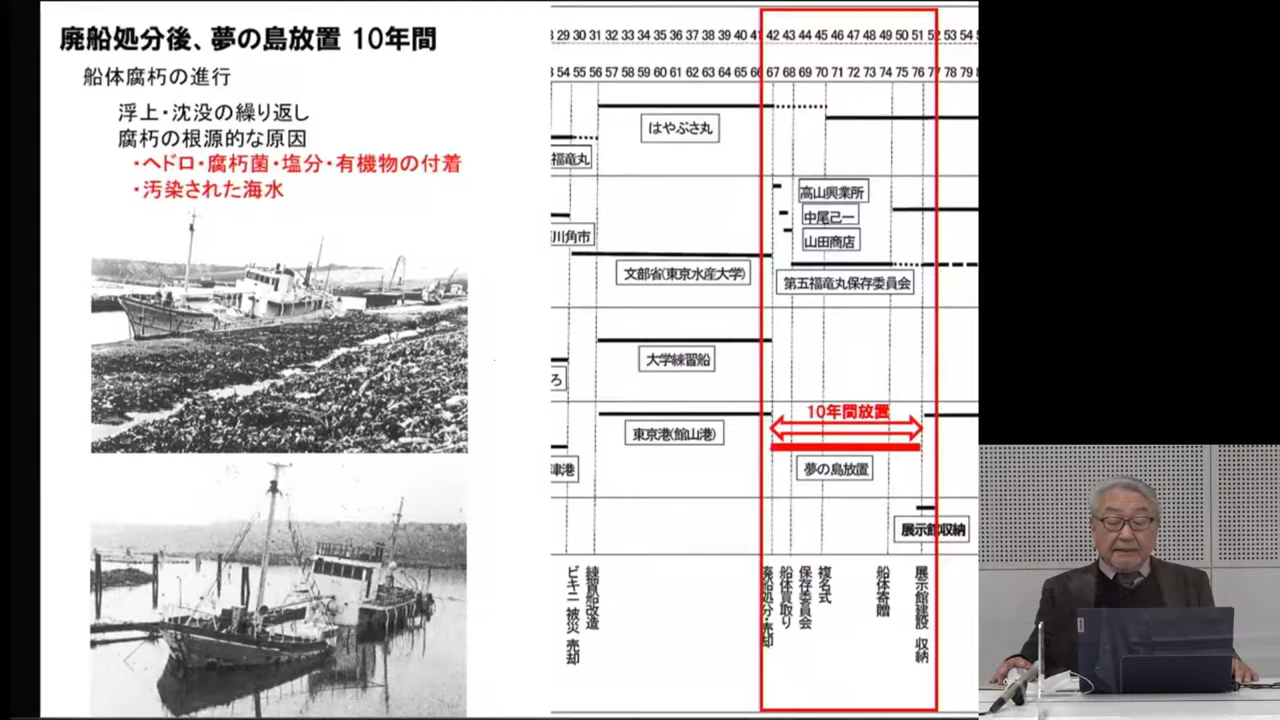 廃船処分後、夢の島放置 10年間
船体腐朽の進行
浮上・沈没の繰り返し
腐朽の根源的な原因
・ヘドロ・腐朽菌・塩分・有機物の付着
・汚染された海水
3 29 30 31 32 33 34 35 36 37 38 39 40 41 42 43 44 45 46 47 48 49 50 51 52 53 54 5
3 54 55 56 57 58 59 60 61 62 63 64 65 66 67 68 69 70 71 72 73 74 75 76 77 78 79 8
はやぶさ丸
福竜丸
高山興業所
中尾己一
山田商店
川角市
文部省(東京水産大学)
第五福竜丸保存委員会
大学練習船
ろ
10年間放置
東京港(館山港)
津港
夢の島放置
展示館収納
ビキニ被災 売却
練習船改造
廃船処分・売却
船体買取り
保存委員会
複名式
船体寄贈
展示館建設 収納